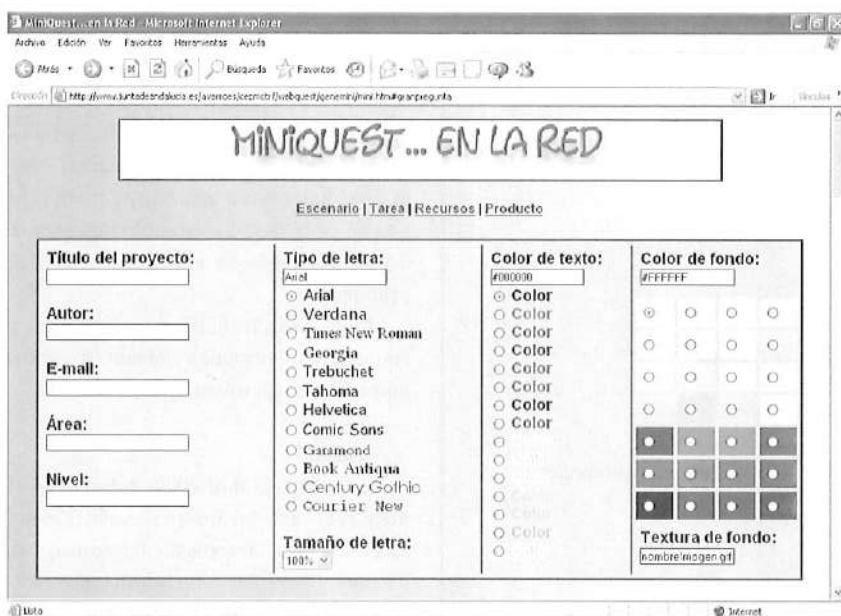 MiniQuest... en la Red - Microsoft Internet Explorer
Archivo Edición Ver Favoritos Herramientas Ayuda
Atrás Búsqueda Favoritos
Dirección Ir Vínculos
MiNiQUEST... EN LA RED
Escenario | Tarea | Recursos | Producto
Título del proyecto:
Autor:
E-mail:
Área:
Nivel:
Tipo de letra:
Arial
Arial
Verdana
Times New Roman
Georgia
Trebuchet
Tahoma
Helvetica
Comic Sans
Garamond
Book Antiqua
Century Gothic
Courier New
Tamaño de letra:
100%
Color de texto:
#000000
Color
Color
Color
Color
Color
Color
Color
Color
Color
Color
Color
Color de fondo:
#FFFFFF
Textura de fondo:
nombreImagen.gif
Listo
Internet